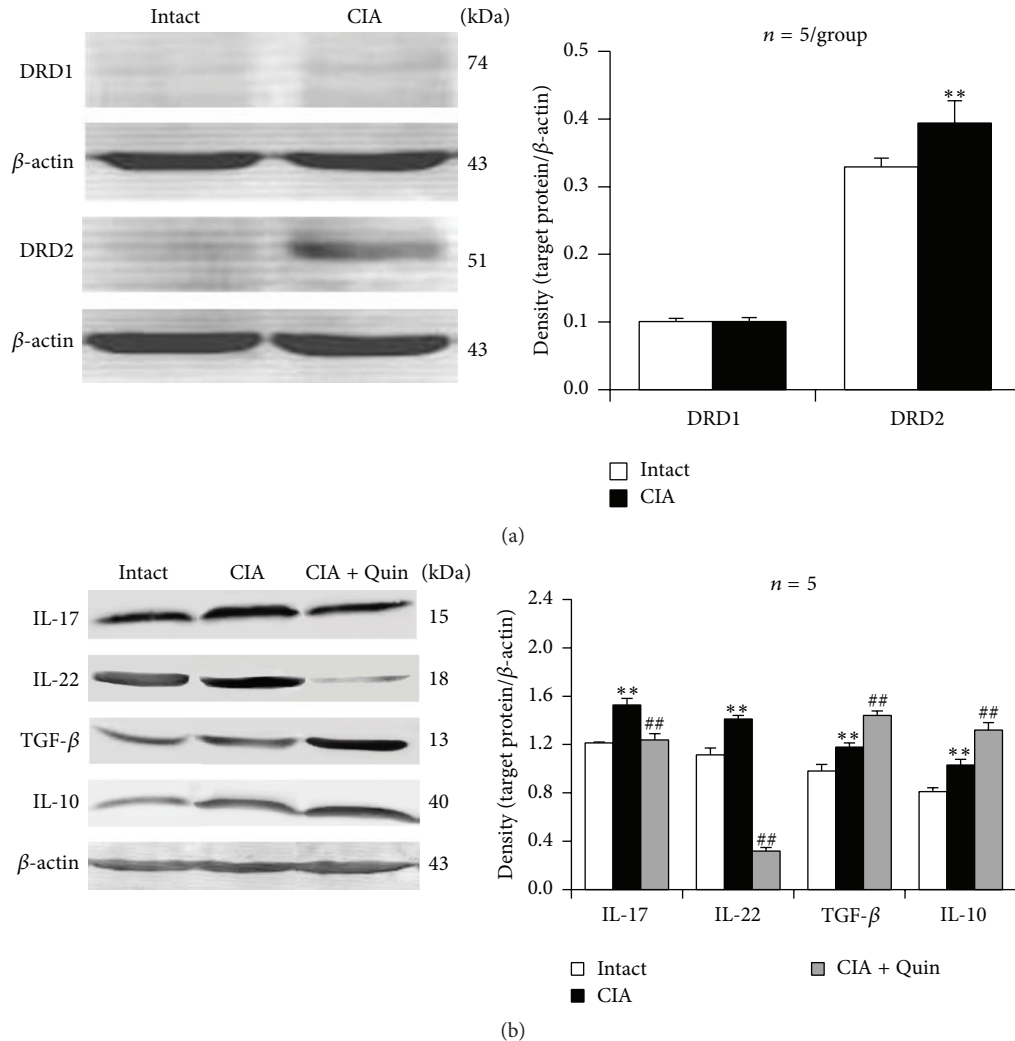 Intact CIA (kDa)
DRD1 74
β-actin 43
DRD2 51
β-actin 43
n = 5/group
Density (target protein/β-actin)
0.5
0.4
0.3
0.2
0.1
0.0
**
DRD1 DRD2
Intact
CIA
(a)
Intact CIA CIA + Quin (kDa)
IL-17 15
IL-22 18
TGF-β 13
IL-10 40
β-actin 43
n = 5
Density (target protein/β-actin)
2.4
2.0
1.6
1.2
0.8
0.4
0.0
** ## ** ## ** ## ** ##
IL-17 IL-22 TGF-β IL-10
Intact CIA + Quin
CIA
(b)